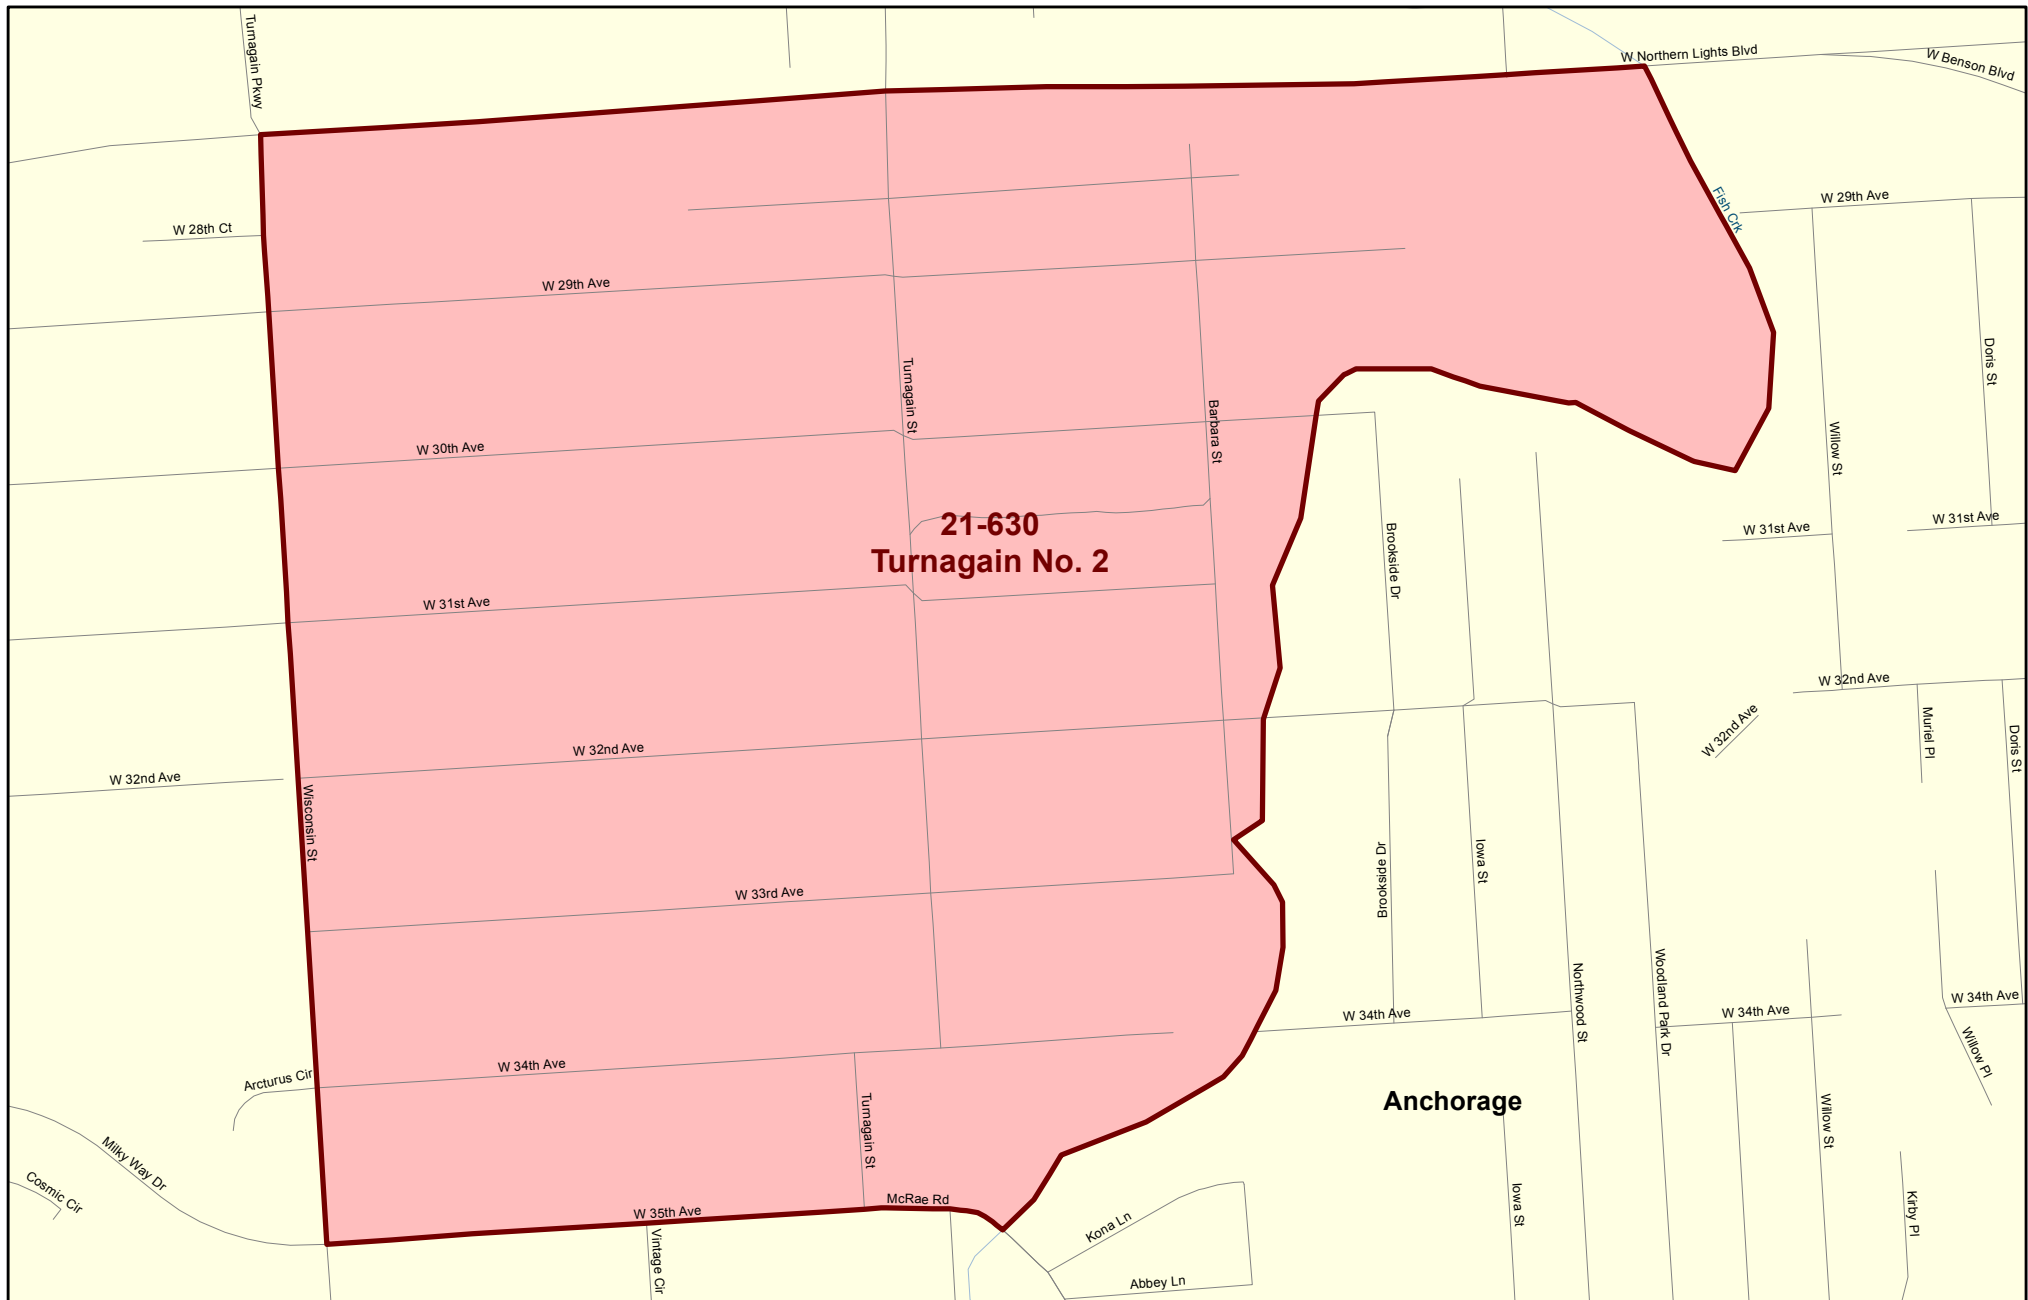 Turnagain Pkwy
W Northern Lights Blvd
W Benson Blvd
W 28th Ct
Fish Crk
W 29th Ave
W 29th Ave
Turnagain St
Barbara St
Doris St
W 30th Ave
Willow St
21-630
Turnagain No. 2
Brookside Dr
W 31st Ave
W 31st Ave
W 31st Ave
W 32nd Ave
W 32nd Ave
W 32nd Ave
W 32nd Ave
Muriel Pl
Doris St
Wisconsin St
Brookside Dr
Iowa St
W 33rd Ave
Northwood St
Woodland Park Dr
W 34th Ave
W 34th Ave
W 34th Ave
W 34th Ave
Willow Pl
Arcturus Cir
Turnagain St
Anchorage
Willow St
Milky Way Dr
Cosmic Cir
McRae Rd
W 35th Ave
Vintage Cir
Kona Ln
Abbey Ln
Iowa St
Kirby Pl